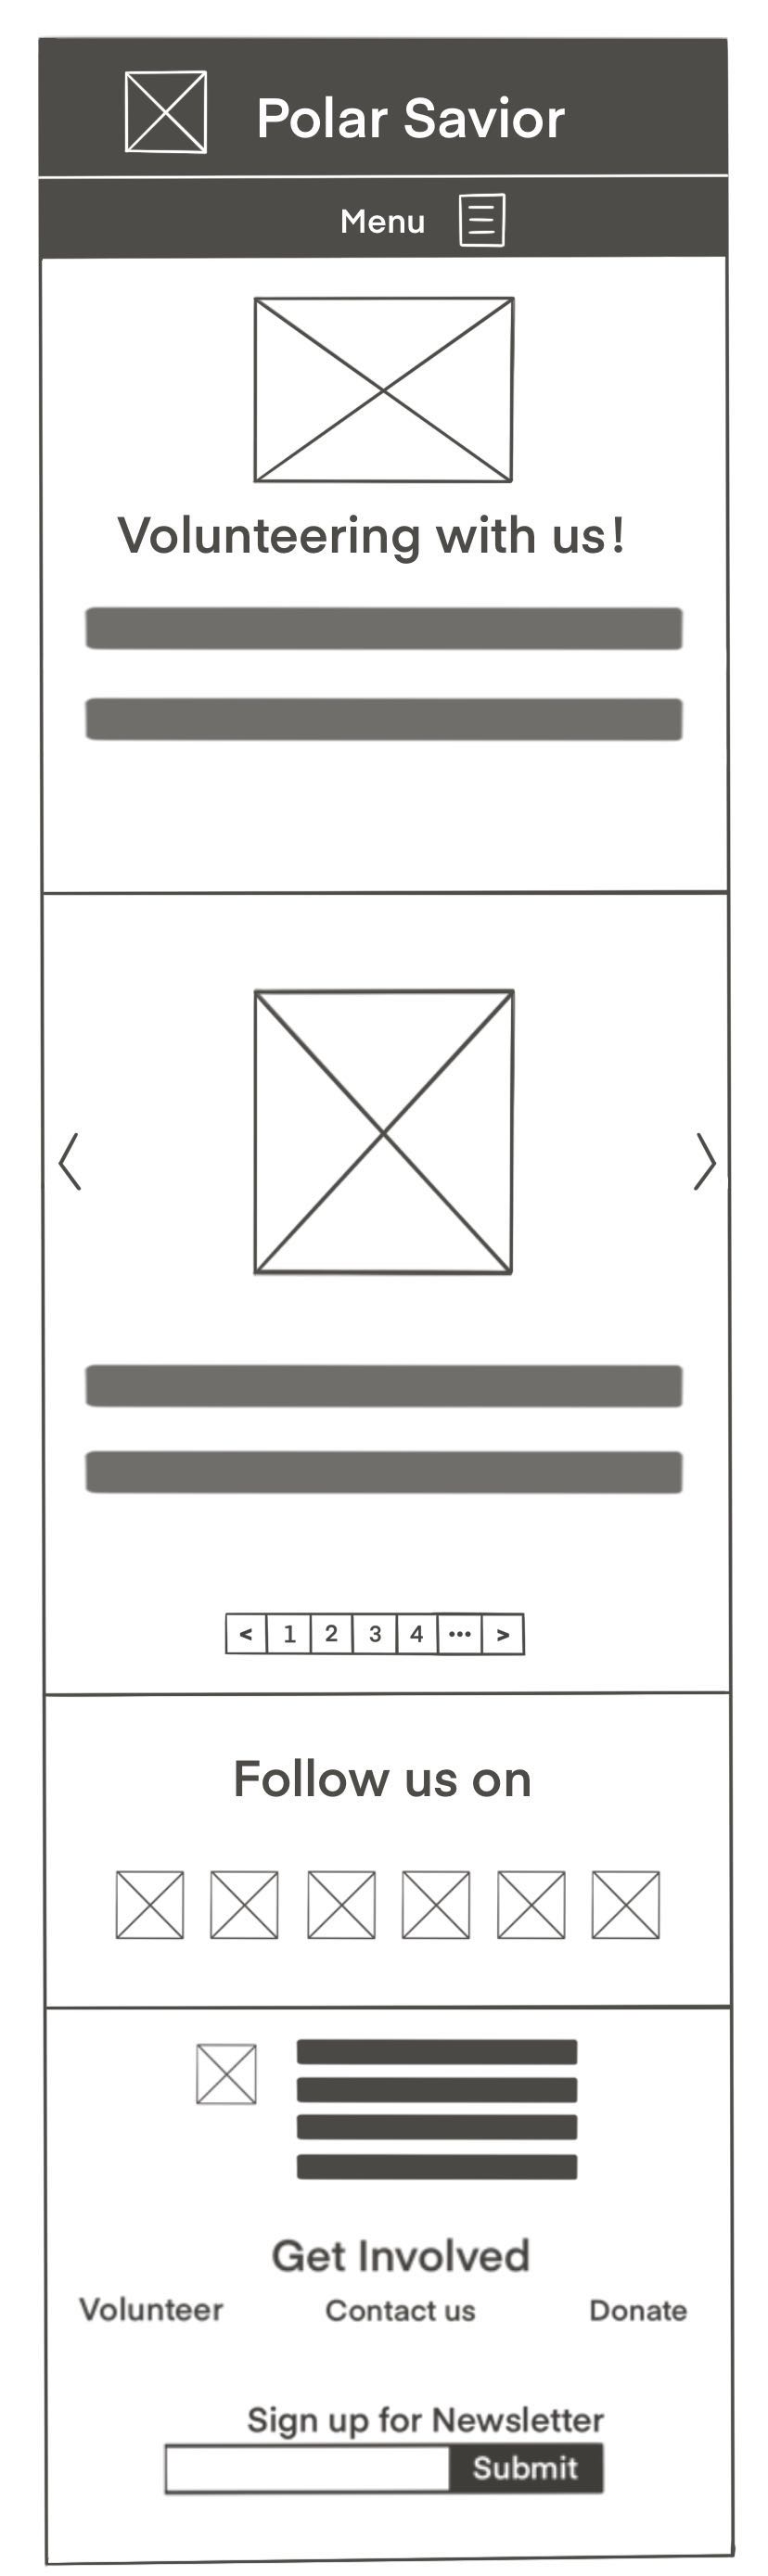 Polar Savior
Menu
Volunteering with us!
< 1 2 3 4 ••• >
Follow us on
Get Involved
Volunteer Contact us Donate
Sign up for Newsletter
Submit